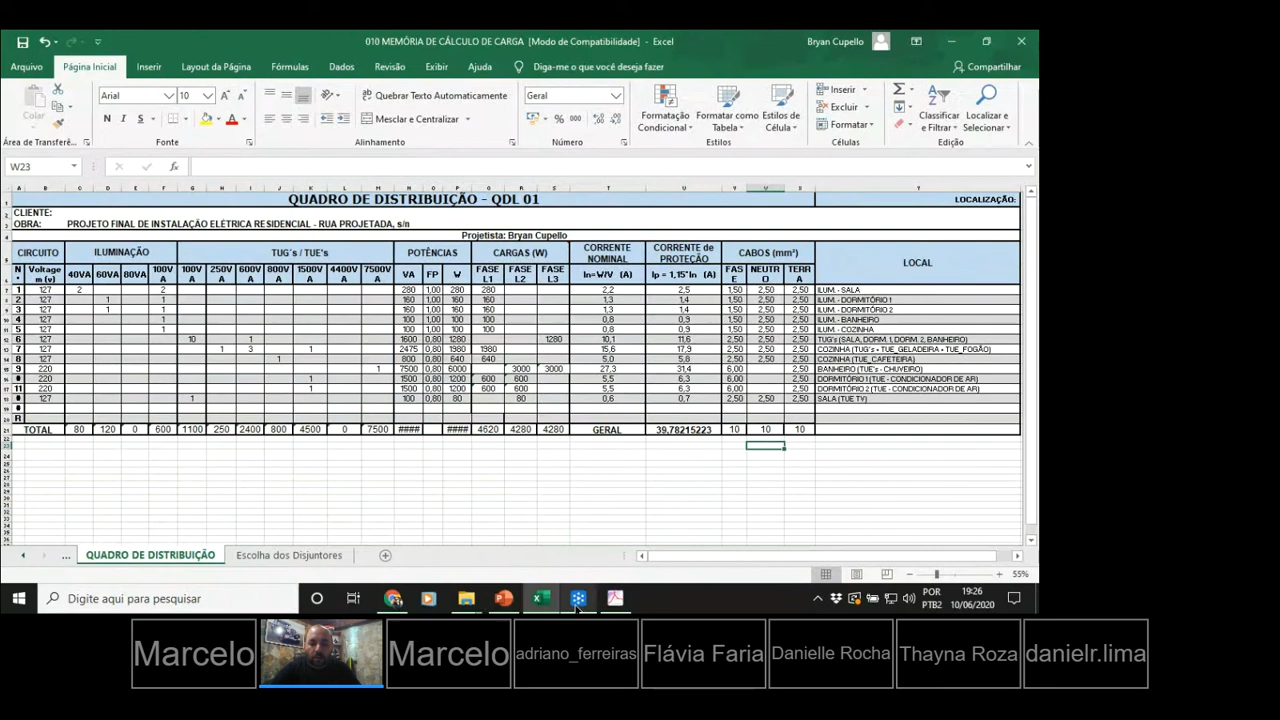 010 MEMÓRIA DE CÁLCULO DE CARGA [Modo de Compatibilidade] - Excel
Bryan Cupello
Arquivo Página Inicial Inserir Layout da Página Fórmulas Dados Revisão Exibir Ajuda Diga-me o que você deseja fazer Compartilhar
Colar Arial 10 Quebrar Texto Automaticamente Geral Formatação Condicional Formatar como Tabela Estilos de Célula Inserir Classificar e Filtrar Localizar e Selecionar
N I S Mesclar e Centralizar % 000 Excluir
Formatar
Área de Transferê... Fonte Alinhamento Número Estilos Células Edição
W23
QUADRO DE DISTRIBUIÇÃO - QDL 01 LOCALIZAÇÃO:
CLIENTE:
OBRA: PROJETO FINAL DE INSTALAÇÃO ELÉTRICA RESIDENCIAL - RUA PROJETADA, s/n
Projetista: Bryan Cupello
CIRCUITO ILUMINAÇÃO TUG´s / TUE's POTÊNCIAS CARGAS (W) CORRENTE NOMINAL CORRENTE de PROTEÇÃO CABOS (mm²) LOCAL
N° Voltagem (v) 40VA 60VA 80VA 100VA 100VA 250VA 600VA 800VA 1500VA 4400VA 7500VA VA FP W FASE L1 FASE L2 FASE L3 In=W/V (A) Ip = 1,15*In (A) FASE NEUTRO TERRA
1 127 2 2 280 1,00 280 280 2,2 2,5 1,50 2,50 2,50 ILUM. - SALA
2 127 1 1 160 1,00 160 160 1,3 1,4 1,50 2,50 2,50 ILUM. - DORMITÓRIO 1
3 127 1 1 160 1,00 160 160 1,3 1,4 1,50 2,50 2,50 ILUM. - DORMITÓRIO 2
4 127 1 100 1,00 100 100 0,8 0,9 1,50 2,50 2,50 ILUM. - BANHEIRO
5 127 1 100 1,00 100 100 0,8 0,9 1,50 2,50 2,50 ILUM. - COZINHA
6 127 10 1 1600 0,80 1280 1280 10,1 11,6 2,50 2,50 2,50 TUG's (SALA, DORM. 1, DORM. 2, BANHEIRO)
7 127 1 3 1 2475 0,80 1980 1980 15,6 17,9 2,50 2,50 2,50 COZINHA (TUG's + TUE_GELADEIRA + TUE_FOGÃO)
8 127 1 800 0,80 640 640 5,0 5,8 2,50 2,50 2,50 COZINHA (TUE_CAFETEIRA)
9 220 1 7500 0,80 6000 3000 3000 27,3 31,4 6,00 2,50 BANHEIRO (TUE's - CHUVEIRO)
220 1 1500 0,80 1200 600 600 5,5 6,3 6,00 2,50 DORMITÓRIO 1 (TUE - CONDICIONADOR DE AR)
11 220 1 1500 0,80 1200 600 600 5,5 6,3 6,00 2,50 DORMITÓRIO 2 (TUE - CONDICIONADOR DE AR)
127 1 100 0,80 80 80 0,6 0,7 2,50 2,50 2,50 SALA (TUE TV)
R
TOTAL 80 120 0 600 1100 250 2400 800 4500 0 7500 #### #### 4620 4280 4280 GERAL 39,78215223 10 10 10
... QUADRO DE DISTRIBUIÇÃO Escolha dos Disjuntores
55%
Digite aqui para pesquisar
POR
PTB2
19:26
10/06/2020
Marcelo Marcelo adriano_ferreiras Flávia Faria Danielle Rocha Thayna Roza danielr.lima